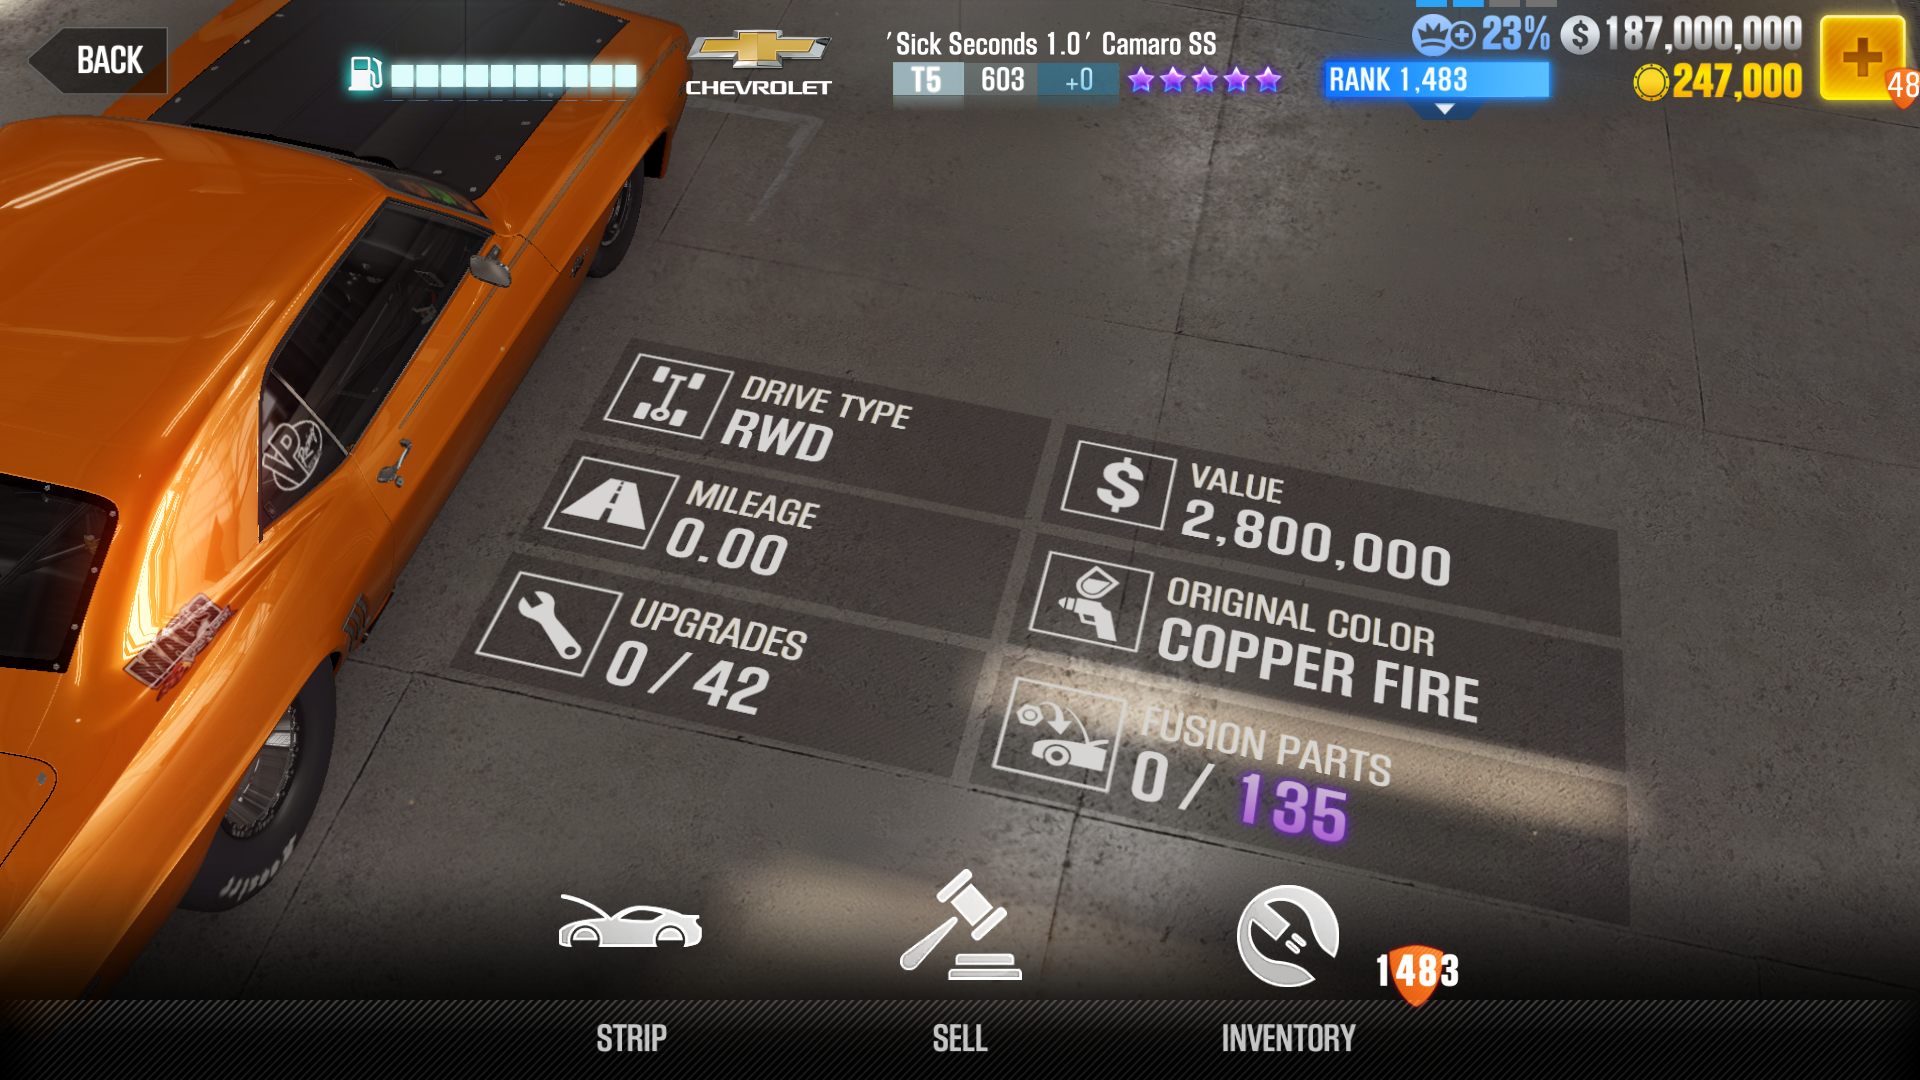 BACK
CHEVROLET
'Sick Seconds 1.0' Camaro SS
T5 603 +0
RANK 1,483
23%
$ 187,000,000
247,000
48
DRIVE TYPE
RWD
MILEAGE
0.00
UPGRADES
0 / 42
$ VALUE
2,800,000
ORIGINAL COLOR
COPPER FIRE
FUSION PARTS
0 / 135
VP
1483
STRIP
SELL
INVENTORY